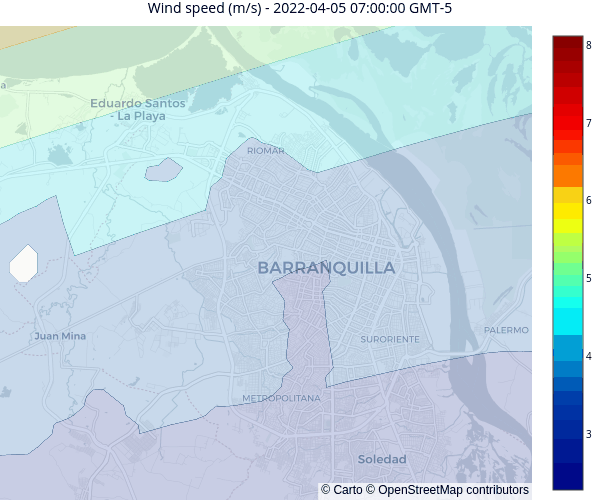 Wind speed (m/s) - 2022-04-05 07:00:00 GMT-5
8
7
6
5
4
3
a
Eduardo Santos
- La Playa
RIOMAR
BARRANQUILLA
Juan Mina
PALERMO
SURORIENTE
METROPOLITANA
Soledad
© Carto © OpenStreetMap contributors